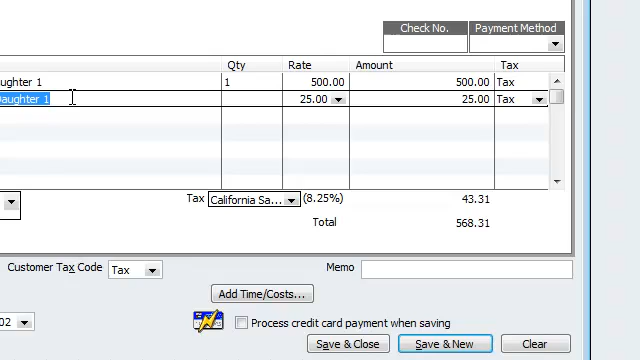 Check No. Payment Method
Qty Rate Amount Tax
ughter 1 1 500.00 500.00 Tax
Daughter 1 25.00 25.00 Tax
Tax California Sa... (8.25%) 43.31
Total 568.31
Customer Tax Code Tax Memo
Add Time/Costs...
02 Process credit card payment when saving
Save & Close Save & New Clear